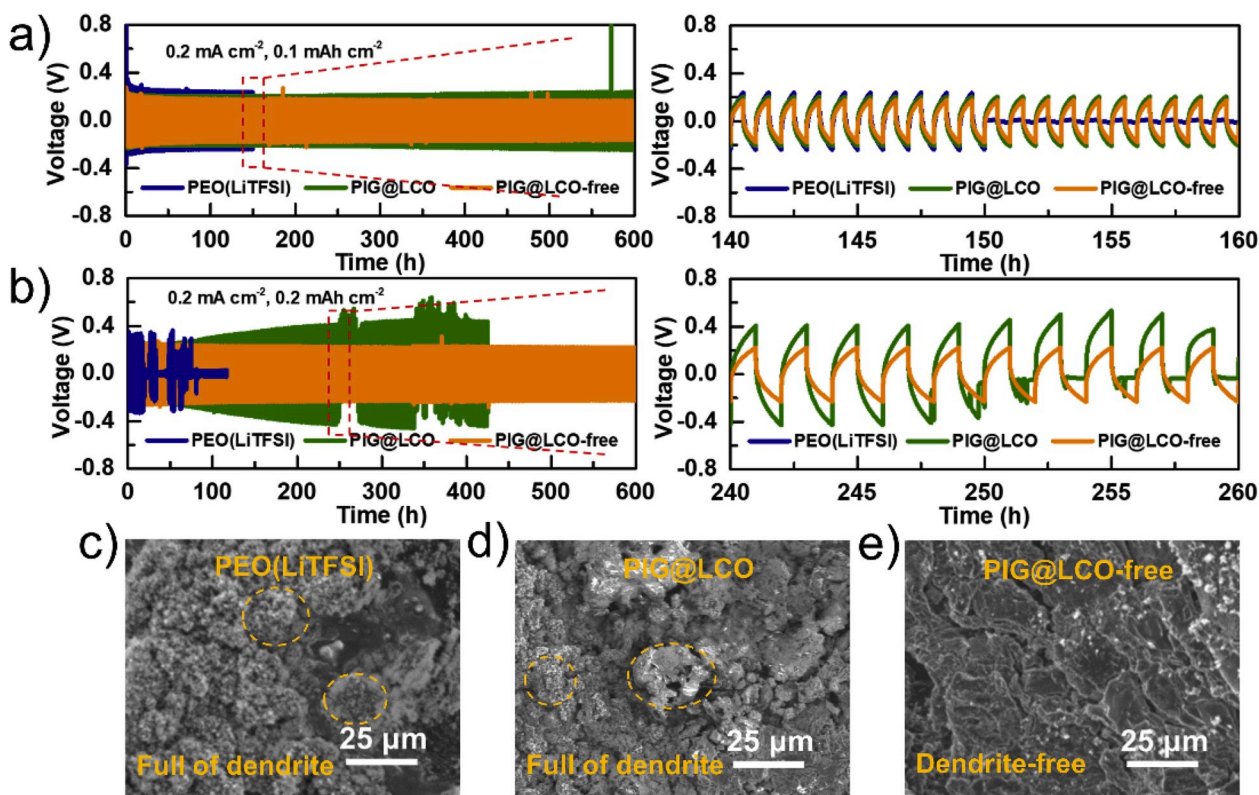 a)
0.8
0.4
0.0
-0.4
-0.8
Voltage (V)
0.2 mA cm-2, 0.1 mAh cm-2
PEO(LiTFSI) PIG@LCO PIG@LCO-free
0 100 200 300 400 500 600
Time (h)
0.8
0.4
0.0
-0.4
-0.8
Voltage (V)
PEO(LiTFSI) PIG@LCO PIG@LCO-free
140 145 150 155 160
Time (h)
b)
0.8
0.4
0.0
-0.4
-0.8
Voltage (V)
0.2 mA cm-2, 0.2 mAh cm-2
PEO(LiTFSI) PIG@LCO PIG@LCO-free
0 100 200 300 400 500 600
Time (h)
0.8
0.4
0.0
-0.4
-0.8
Voltage (V)
PEO(LiTFSI) PIG@LCO PIG@LCO-free
240 245 250 255 260
Time (h)
c)
PEO(LiTFSI)
25 μm
Full of dendrite
d)
PIG@LCO
25 μm
Full of dendrite
e)
PIG@LCO-free
25 μm
Dendrite-free